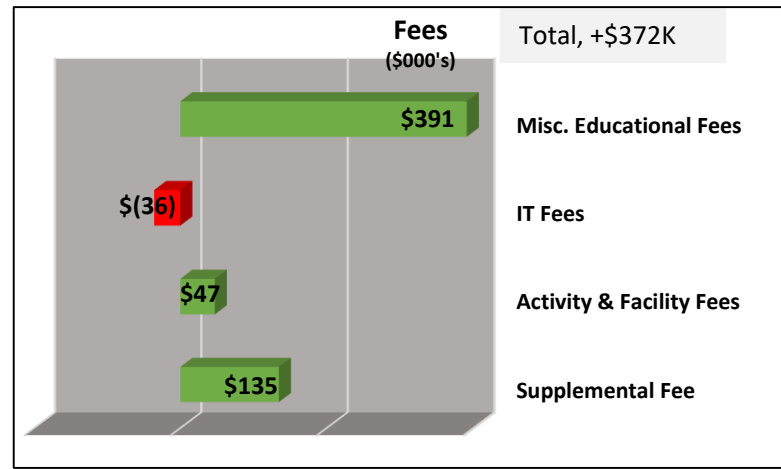 Fees
($000's)
Total, +$372K
$391
Misc. Educational Fees
$(36)
IT Fees
$47
Activity & Facility Fees
$135
Supplemental Fee